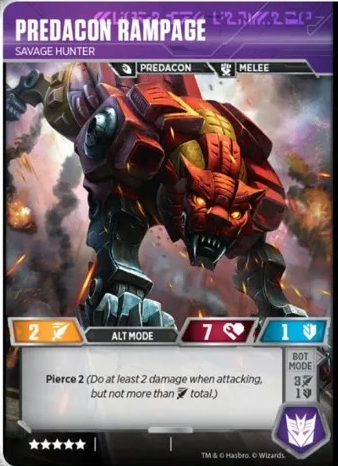 PREDACON RAMPAGE
SAVAGE HUNTER
PREDACON MELEE
2 ALT MODE 7 1
Pierce 2 (Do at least 2 damage when attacking,
but not more than total.)
BOT
MODE
3
1
TM & © Hasbro. © Wizards.